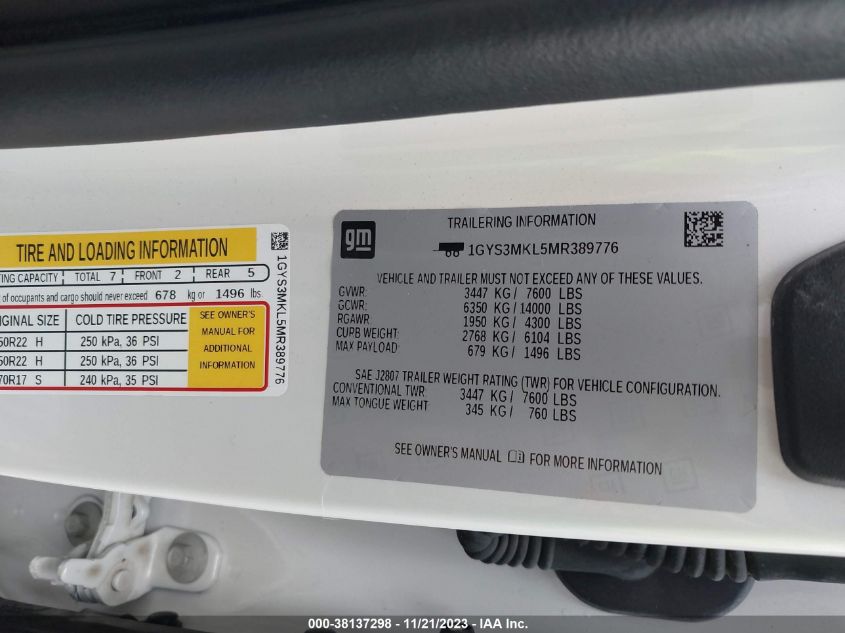 TIRE AND LOADING INFORMATION
TING CAPACITY TOTAL 7 FRONT 2 REAR 5
of occupants and cargo should never exceed 678 kg or 1496 lbs
IGINAL SIZE COLD TIRE PRESSURE
50R22 H 250 kPa, 36 PSI
50R22 H 250 kPa, 36 PSI
70R17 S 240 kPa, 35 PSI
SEE OWNER'S
MANUAL FOR
ADDITIONAL
INFORMATION
1GYS3MKL5MR389776
gm
TRAILERING INFORMATION
1GYS3MKL5MR389776
VEHICLE AND TRAILER MUST NOT EXCEED ANY OF THESE VALUES.
GVWR: 3447 KG/ 7600 LBS
GCWR: 6350 KG/14000 LBS
RGAWR: 1950 KG/ 4300 LBS
CURB WEIGHT: 2768 KG/ 6104 LBS
MAX PAYLOAD: 679 KG/ 1496 LBS
SAE J2807 TRAILER WEIGHT RATING (TWR) FOR VEHICLE CONFIGURATION.
CONVENTIONAL TWR: 3447 KG/ 7600 LBS
MAX TONGUE WEIGHT 345 KG/ 760 LBS
SEE OWNER'S MANUAL FOR MORE INFORMATION
000-38137298 - 11/21/2023 - IAA Inc.